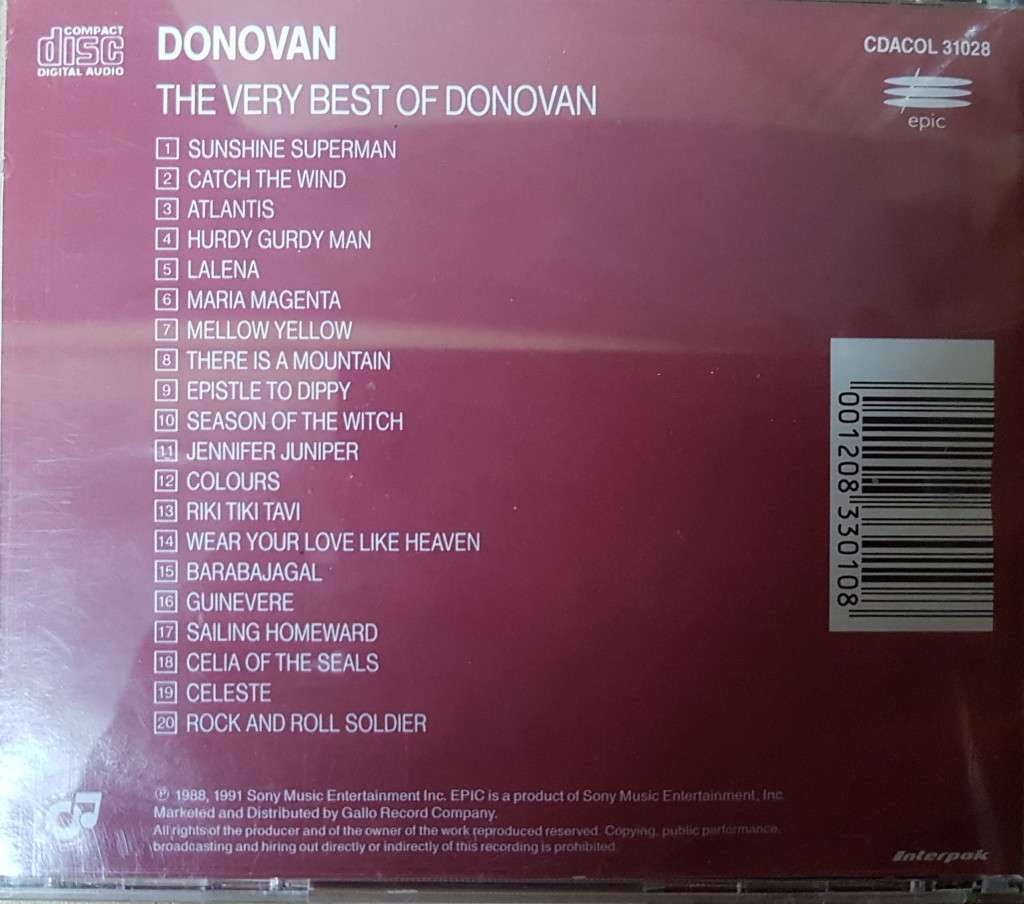 COMPACT
disc
DIGITAL AUDIO
DONOVAN
CDACOL 31028
THE VERY BEST OF DONOVAN
epic
1 SUNSHINE SUPERMAN
2 CATCH THE WIND
3 ATLANTIS
4 HURDY GURDY MAN
5 LALENA
6 MARIA MAGENTA
7 MELLOW YELLOW
8 THERE IS A MOUNTAIN
9 EPISTLE TO DIPPY
10 SEASON OF THE WITCH
11 JENNIFER JUNIPER
12 COLOURS
13 RIKI TIKI TAVI
14 WEAR YOUR LOVE LIKE HEAVEN
15 BARABAJAGAL
16 GUINEVERE
17 SAILING HOMEWARD
18 CELIA OF THE SEALS
19 CELESTE
20 ROCK AND ROLL SOLDIER
001208 330108
℗ 1988, 1991 Sony Music Entertainment Inc. EPIC is a product of Sony Music Entertainment, Inc
Marketed and Distributed by Gallo Record Company.
All rights of the producer and of the owner of the work reproduced reserved. Copying, public performance,
broadcasting and hiring out directly or indirectly of this recording is prohibited.
Interpak